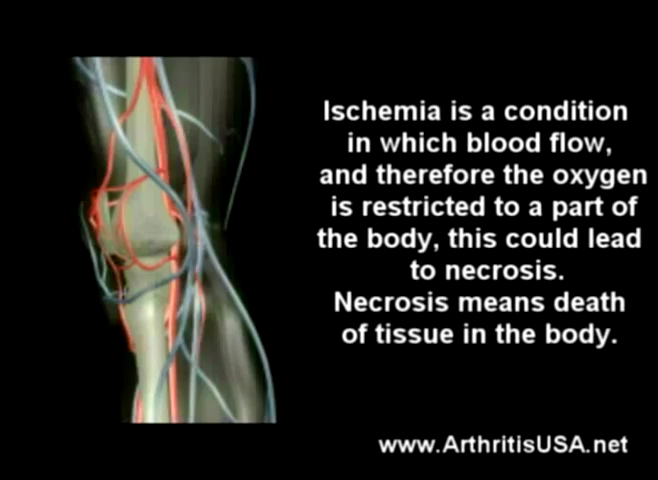 Ischemia is a condition
in which blood flow,
and therefore the oxygen
is restricted to a part of
the body, this could lead
to necrosis.
Necrosis means death
of tissue in the body.
www.ArthritisUSA.net